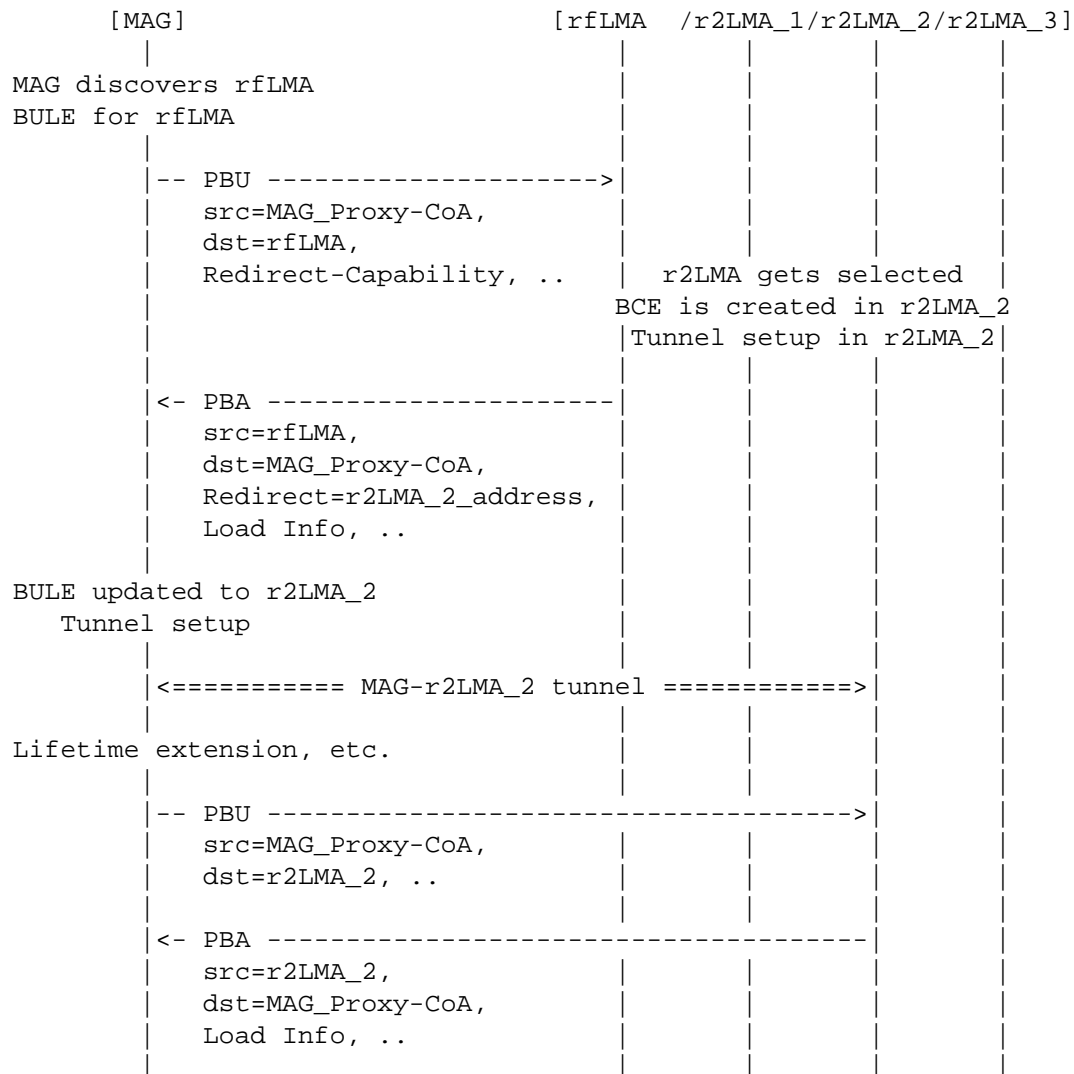 [MAG]                       [rfLMA  /r2LMA_1/r2LMA_2/r2LMA_3]
MAG discovers rfLMA
BULE for rfLMA
|-- PBU --------------------->|
src=MAG_Proxy-CoA,
dst=rfLMA,
Redirect-Capability, .. | r2LMA gets selected |
BCE is created in r2LMA_2
|Tunnel setup in r2LMA_2|
|<- PBA ----------------------|
src=rfLMA,
dst=MAG_Proxy-CoA,
Redirect=r2LMA_2_address,
Load Info, ..
BULE updated to r2LMA_2
Tunnel setup
|<=========== MAG-r2LMA_2 tunnel ============>|
Lifetime extension, etc.
|-- PBU ------------------------------------->|
src=MAG_Proxy-CoA,
dst=r2LMA_2, ..
|<- PBA --------------------------------------|
src=r2LMA_2,
dst=MAG_Proxy-CoA,
Load Info, ..